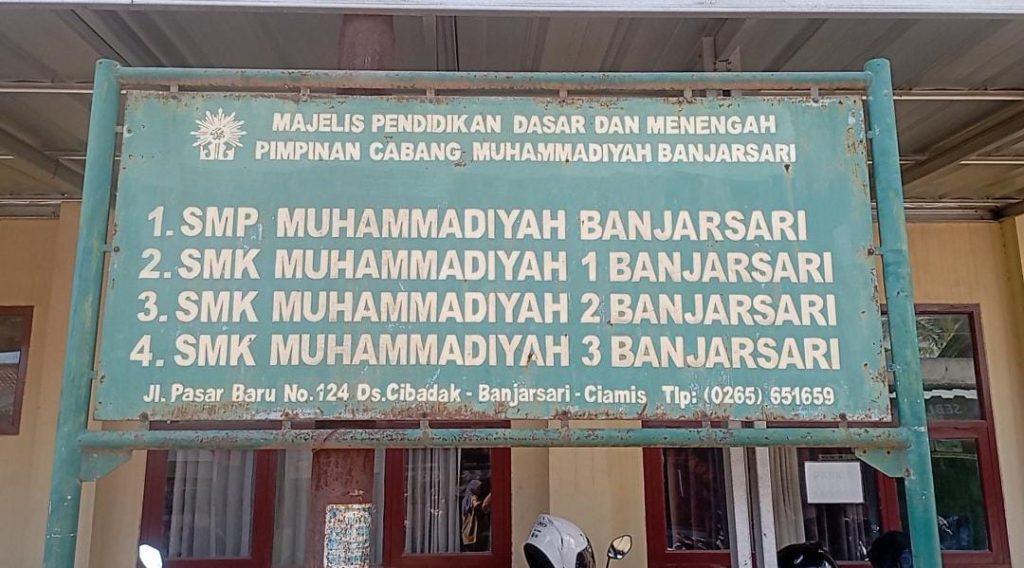 MAJELIS PENDIDIKAN DASAR DAN MENENGAH
PIMPINAN CABANG MUHAMMADIYAH BANJARSARI
1. SMP MUHAMMADIYAH BANJARSARI
2. SMK MUHAMMADIYAH 1 BANJARSARI
3. SMK MUHAMMADIYAH 2 BANJARSARI
4. SMK MUHAMMADIYAH 3 BANJARSARI
Jl. Pasar Baru No.124 Ds.Cibadak - Banjarsari - Ciamis Tlp: (0265) 651659